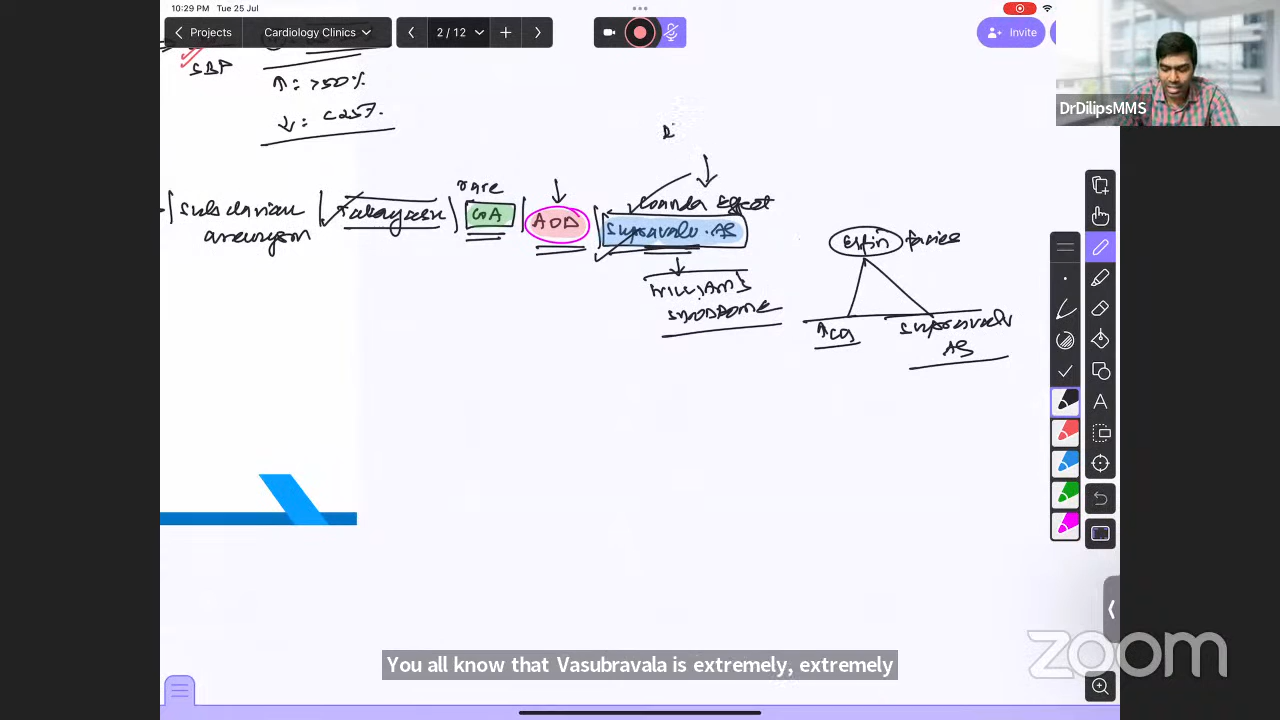 10:29 PM Tue 25 Jul
Projects
Cardiology Clinics
2 / 12
Invite
DrDilipsMMS
SBP
↑ : >50%
↓ : <25%.
rare
Coanda Effect
Subclavian
aneurysm
Takayasu
COA
AOD
Supravalv. AS
WILLIAM'S
SYNDROME
Elfin facies
↑ca
Supravalv
AS
A
You all know that Vasubravala is extremely, extremely
zoom